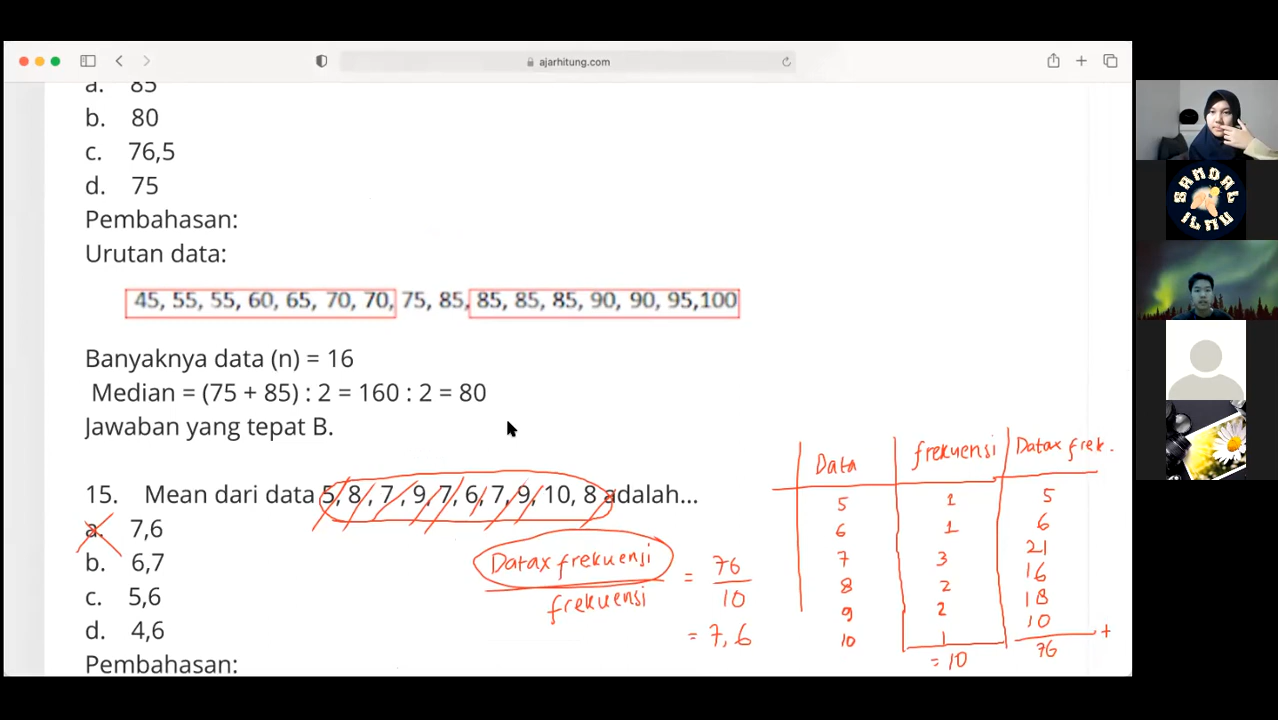 ajarhitung.com
a. 85
b. 80
c. 76,5
d. 75
Pembahasan:
Urutan data:
45, 55, 55, 60, 65, 70, 70, 75, 85, 85, 85, 85, 90, 90, 95,100
Banyaknya data (n) = 16
Median = (75 + 85) : 2 = 160 : 2 = 80
Jawaban yang tepat B.
15. Mean dari data 5, 8, 7, 9, 7, 6, 7, 9, 10, 8 adalah...
a. 7,6
b. 6,7
c. 5,6
d. 4,6
Pembahasan:
Datax frekuensi
frekuensi
= 76
10
= 7,6
Data frekuensi Datax frek.
5 1 5
6 1 6
7 3 21
8 2 16
9 2 18
10 1 10 +
= 10 76
SANDAL
ILMU